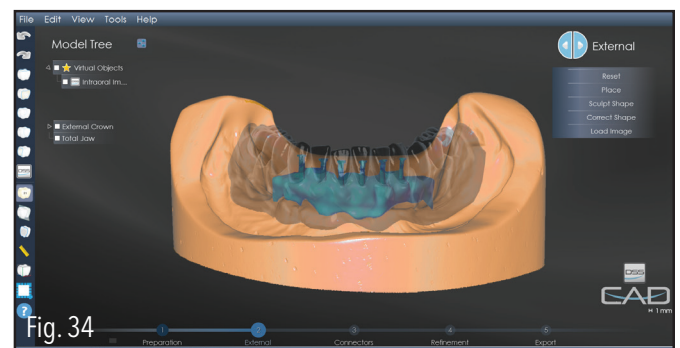 File Edit View Tools Help
Model Tree
Virtual Objects
Intraoral Im...
External Crown
Total Jaw
External
Reset
Place
Sculpt Shape
Correct Shape
Load Image
DSS
DSS
CAD
1 mm
Fig. 34
?
1 2 3 4 5
Preparation External Connectors Refinement Export